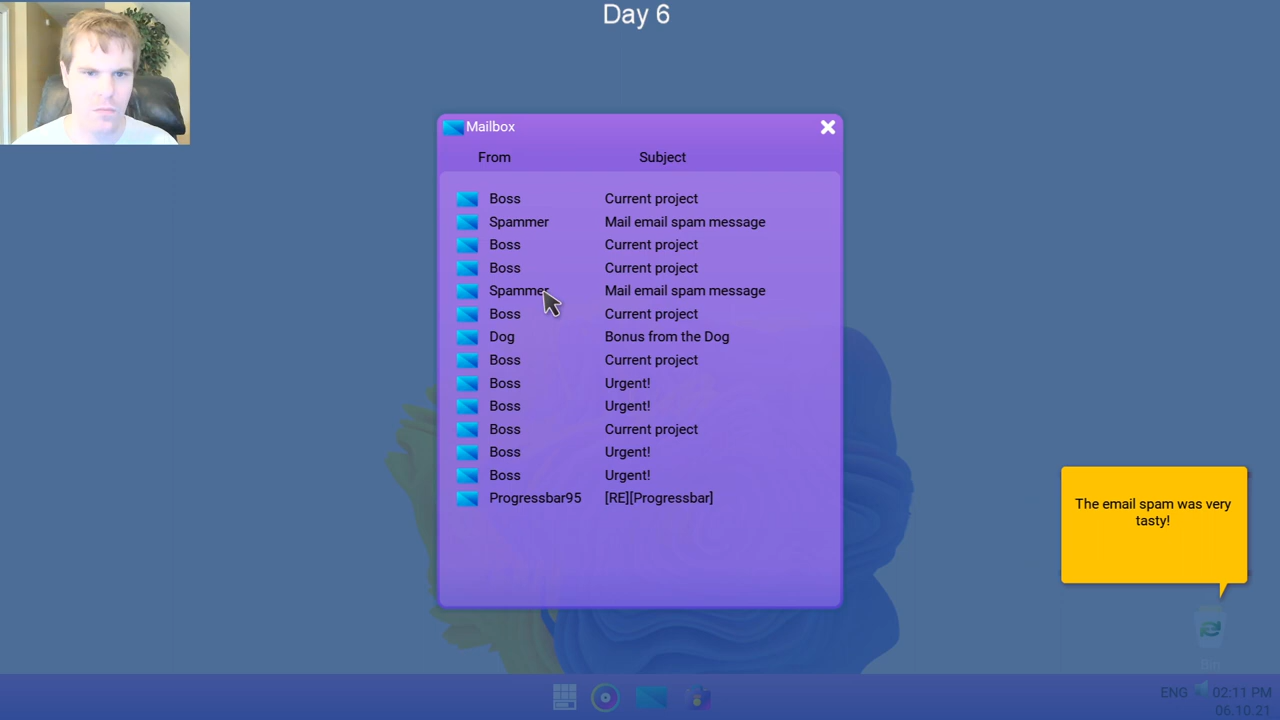 Day 6
Mailbox
From Subject
Boss Current project
Spammer Mail email spam message
Boss Current project
Boss Current project
Spammer Mail email spam message
Boss Current project
Dog Bonus from the Dog
Boss Current project
Boss Urgent!
Boss Urgent!
Boss Current project
Boss Urgent!
Boss Urgent!
Progressbar95 [RE][Progressbar]
The email spam was very
tasty!
Bin
ENG 02:11 PM
06.10.21